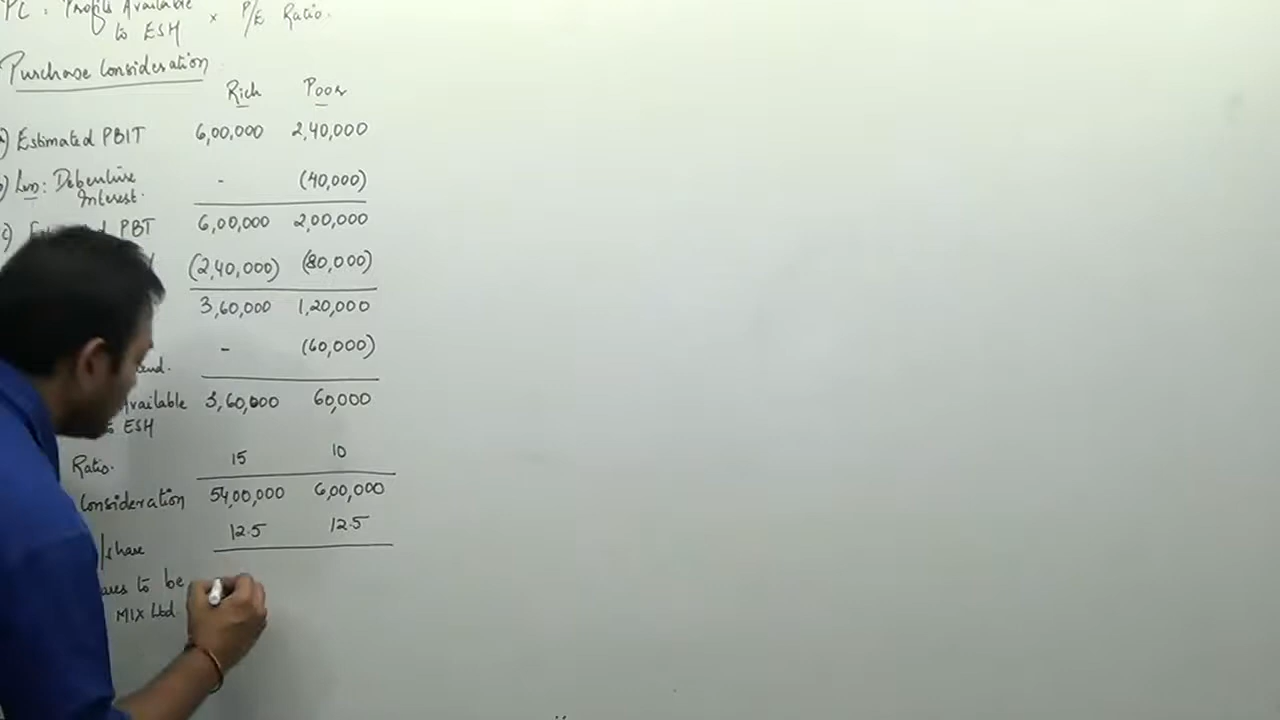 PC = Profits Available to ESH × P/E Ratio.
Purchase Consideration
Rich Poor
a) Estimated PBIT 6,00,000 2,40,000
b) Less: Debenture Interest. - (40,000)
c) PBT 6,00,000 2,00,000
(2,40,000) (80,000)
3,60,000 1,20,000
- (60,000)
Available to ESH 3,60,000 60,000
Ratio. 15 10
Consideration 54,00,000 6,00,000
/share 12.5 12.5
to be
MIX Ltd